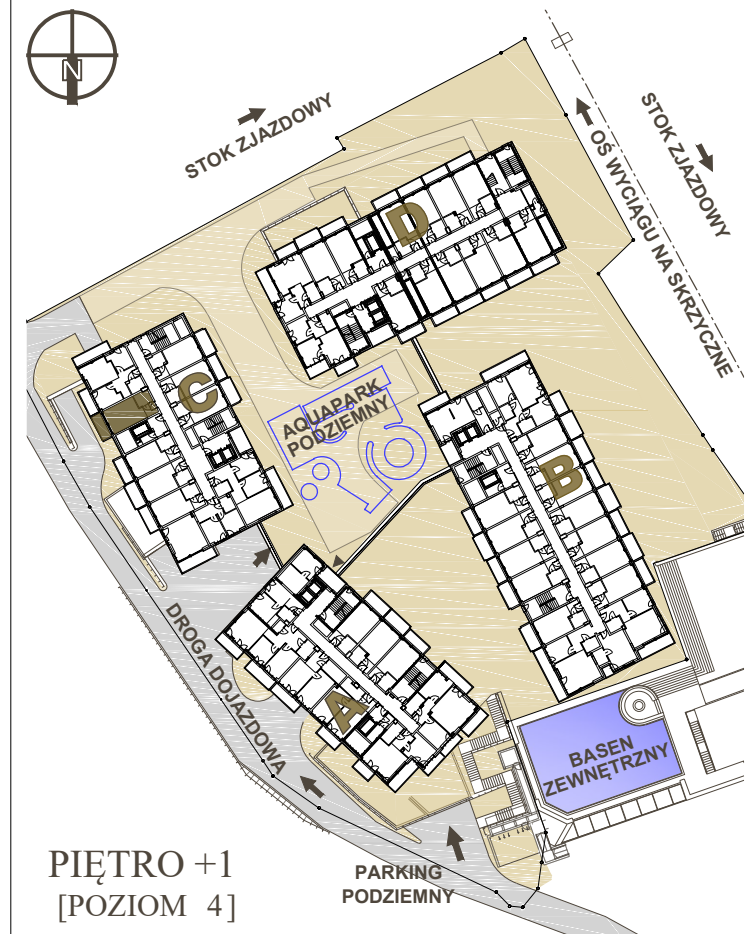 N
STOK ZJAZDOWY
STOK ZJAZDOWY
OŚ WYCIĄGU NA SKRZYCZNE
D
C
AQUAPARK
PODZIEMNY
B
DROGA DOJAZDOWA
A
BASEN
ZEWNĘTRZNY
PIĘTRO +1
[POZIOM 4]
PARKING
PODZIEMNY